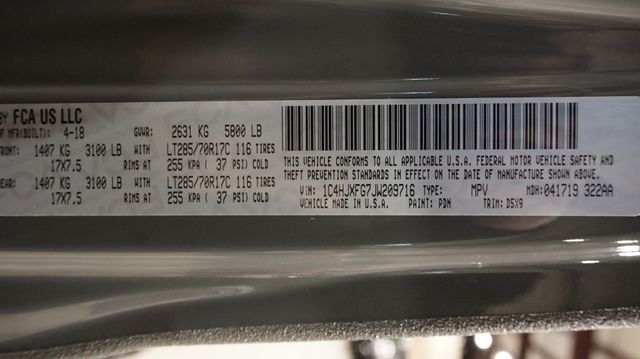 BY FCA US LLC
OF MFR(BUILT): 4-18 GVWR: 2631 KG 5800 LB
FRONT: 1407 KG 3100 LB LT285/70R17C 116 TIRES
17X7.5 RIMS AT 255 KPA ( 37 PSI) COLD
REAR: 1407 KG 3100 LB LT285/70R17C 116 TIRES
17X7.5 RIMS AT 255 KPA ( 37 PSI) COLD
THIS VEHICLE CONFORMS TO ALL APPLICABLE U.S.A. FEDERAL MOTOR VEHICLE SAFETY AND
THEFT PREVENTION STANDARDS IN EFFECT ON THE DATE OF MANUFACTURE SHOWN ABOVE.
VIN: 1C4HJXFG7JW209716 TYPE: MPV MDH: 041719 322AA
VEHICLE MADE IN U.S.A. PAINT: PDN TRIM: D5X9